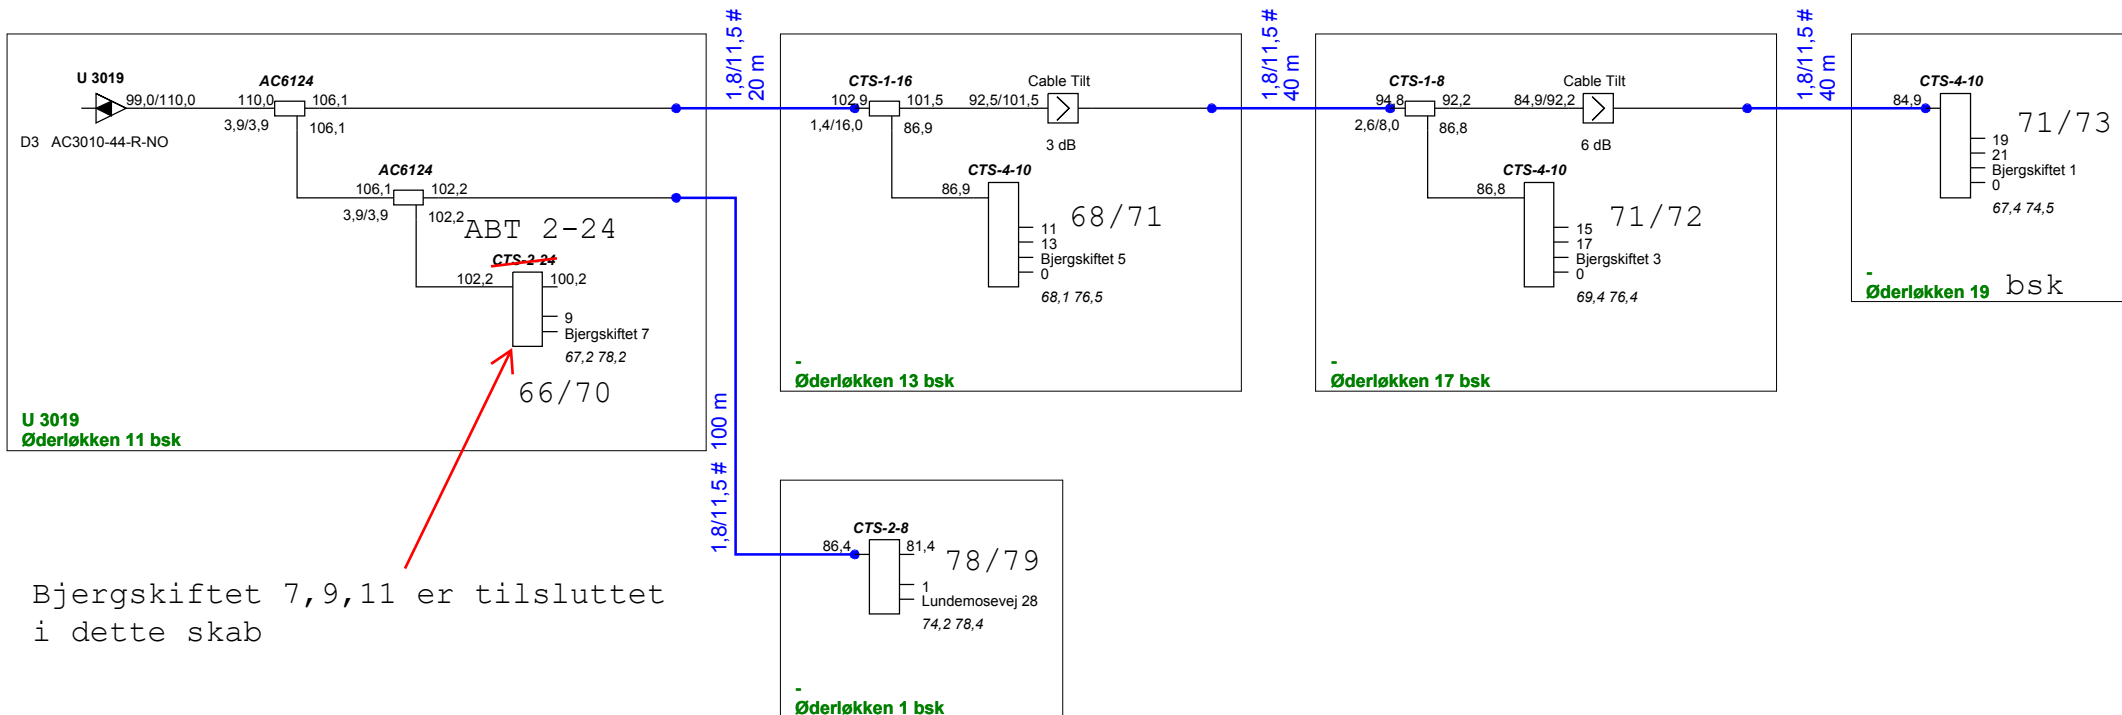 U 3019
99,0/110,0
D3 AC3010-44-R-NO
AC6124
110,0
106,1
3,9/3,9
106,1
AC6124
106,1
102,2
3,9/3,9
102,2
ABT 2-24
CTS-2-24
102,2
100,2
9
Bjergskiftet 7
67,2 78,2
66/70
U 3019
Øderløkken 11 bsk
1,8/11,5 #
20 m
CTS-1-16
102,9
101,5
1,4/16,0
86,9
Cable Tilt
92,5/101,5
3 dB
CTS-4-10
86,9
68/71
11
13
Bjergskiftet 5
0
68,1 76,5
-
Øderløkken 13 bsk
1,8/11,5 #
40 m
CTS-1-8
94,8
92,2
2,6/8,0
86,8
Cable Tilt
84,9/92,2
6 dB
CTS-4-10
86,8
71/72
15
17
Bjergskiftet 3
0
69,4 76,4
-
Øderløkken 17 bsk
1,8/11,5 #
40 m
CTS-4-10
84,9
71/73
19
21
Bjergskiftet 1
0
67,4 74,5
-
Øderløkken 19 bsk
1,8/11,5 # 100 m
CTS-2-8
86,4
81,4
78/79
1
Lundemosevej 28
74,2 78,4
-
Øderløkken 1 bsk
Bjergskiftet 7,9,11 er tilsluttet
i dette skab